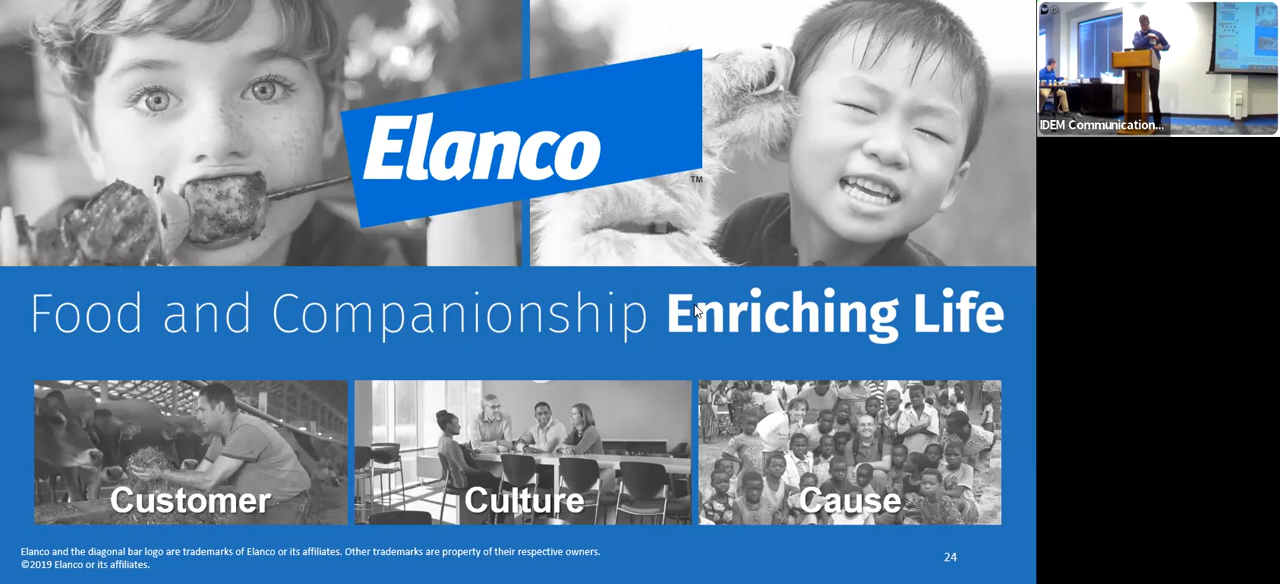 Elanco
TM
Food and Companionship Enriching Life
Customer
Culture
Cause
Elanco and the diagonal bar logo are trademarks of Elanco or its affiliates. Other trademarks are property of their respective owners.
©2019 Elanco or its affiliates.
24
IDEM Communication...